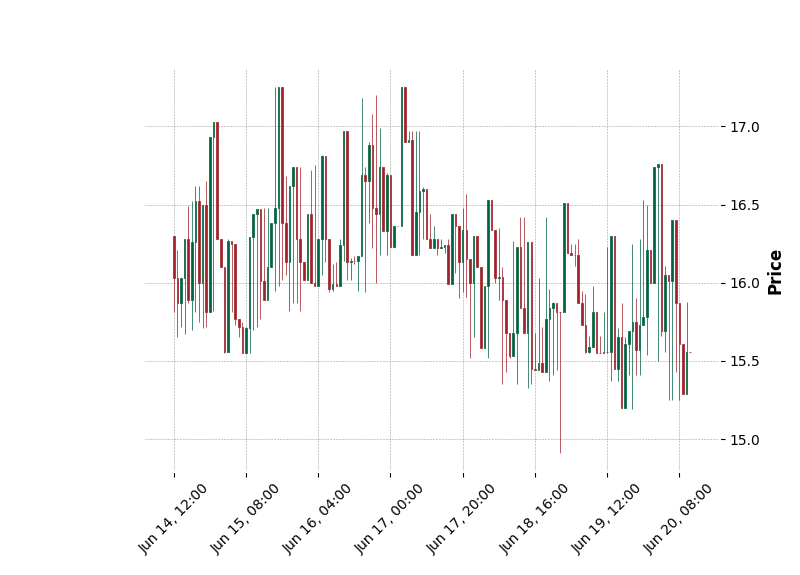 17.0
16.5
16.0
15.5
15.0
Price
Jun 14, 12:00
Jun 15, 08:00
Jun 16, 04:00
Jun 17, 00:00
Jun 17, 20:00
Jun 18, 16:00
Jun 19, 12:00
Jun 20, 08:00